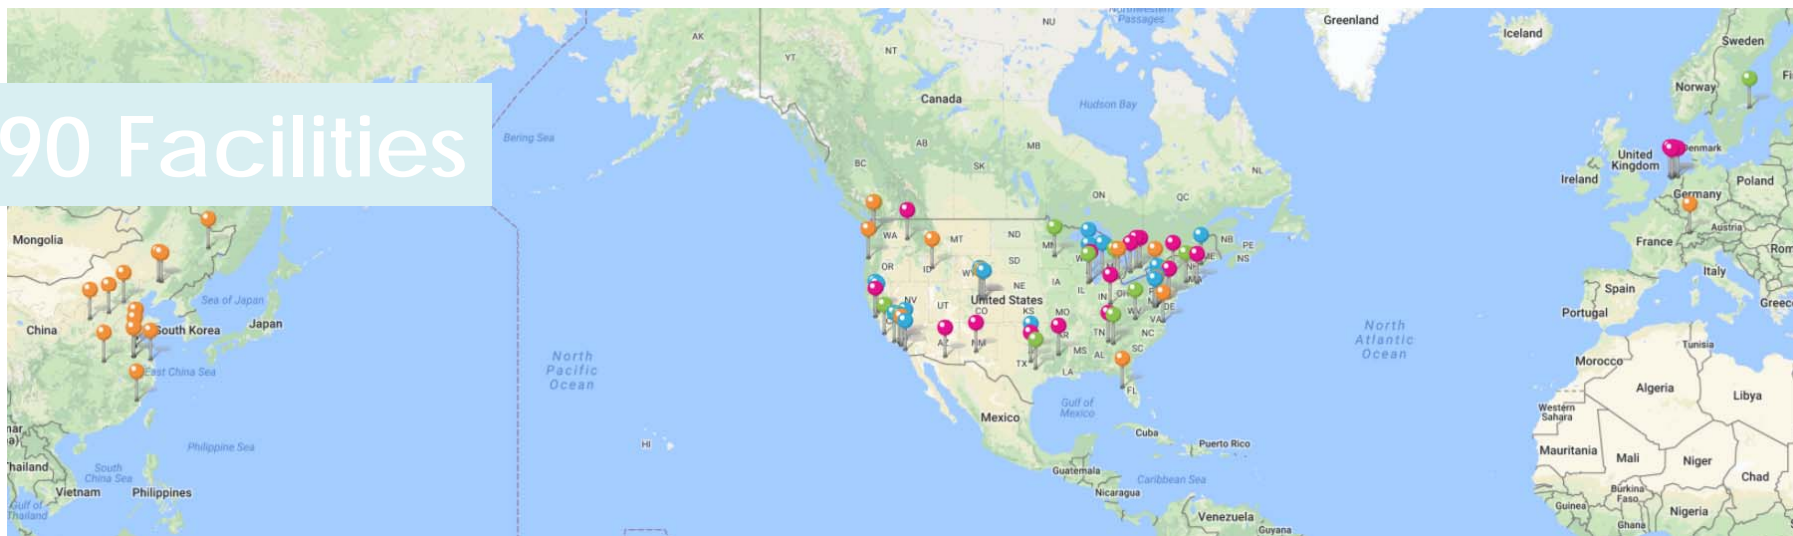 90 Facilities
Northwestern
Passages
Greenland
Iceland
Sweden
Norway
AK
YT
NT
NU
Canada
Hudson Bay
Bering Sea
BC
AB
SK
MB
ON
QC
NL
NB
PE
NS
United
Kingdom
Ireland
Denmark
Germany
Poland
Austria
France
Italy
Spain
Portugal
Mongolia
China
Sea of Japan
South Korea
Japan
East China Sea
WA
MT
ND
OR
ID
SD
WY
NE
IA
NV
UT
United States
CO
KS
MO
IL
IN
OH
WV
VA
DE
AZ
NM
TN
NC
SC
MS
AL
TX
LA
FL
North
Pacific
Ocean
North
Atlantic
Ocean
Gulf of
Mexico
Mexico
Cuba
Puerto Rico
Guatemala
Caribbean Sea
Nicaragua
Venezuela
Guyana
HI
Philippine Sea
South
China Sea
Thailand
Vietnam
Philippines
Gulf of
Thailand
Morocco
Tunisia
Algeria
Libya
Western
Sahara
Mauritania
Mali
Niger
Chad
Burkina
Faso
Guinea
Ghana
Nigeria